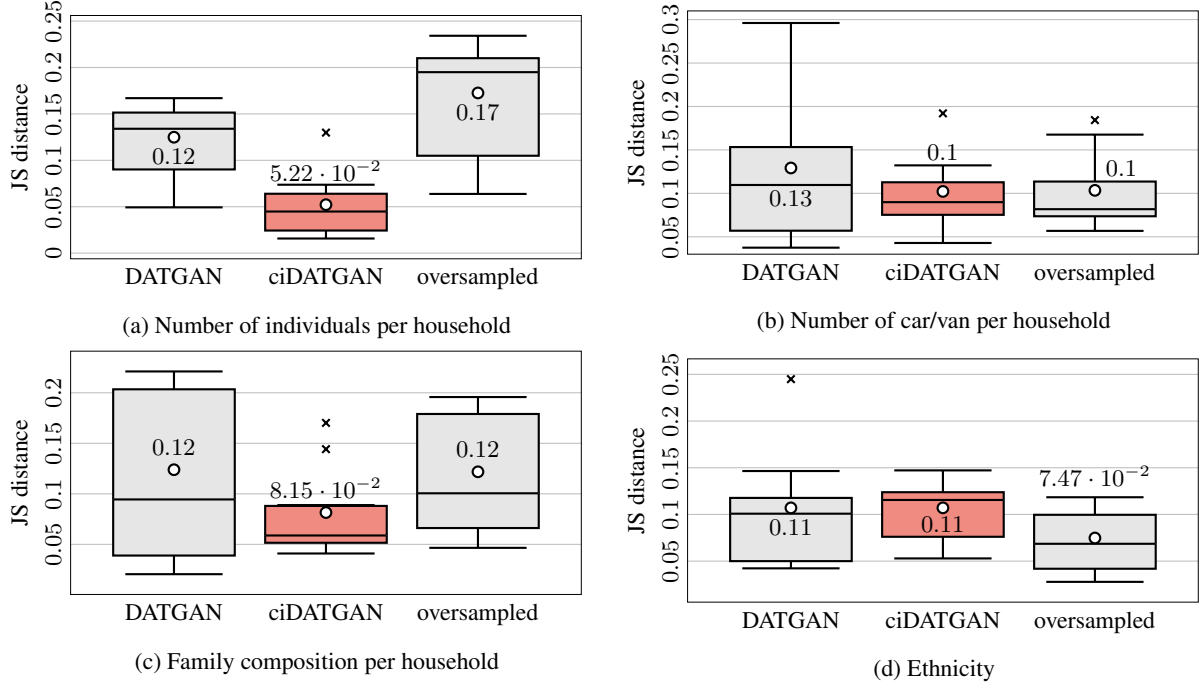 0.25
0.2
0.15
0.1
0.05
0
JS distance
0.12
5.22 · 10⁻²
0.17
DATGAN ciDATGAN oversampled
(a) Number of individuals per household
0.3
0.2
0.15
0.1
0.05
JS distance
0.13
0.1
0.1
DATGAN ciDATGAN oversampled
(b) Number of car/van per household
0.2
0.15
0.1
0.05
JS distance
0.12
8.15 · 10⁻²
0.12
DATGAN ciDATGAN oversampled
(c) Family composition per household
0.25
0.2
0.15
0.1
0.05
JS distance
0.11
0.11
7.47 · 10⁻²
DATGAN ciDATGAN oversampled
(d) Ethnicity